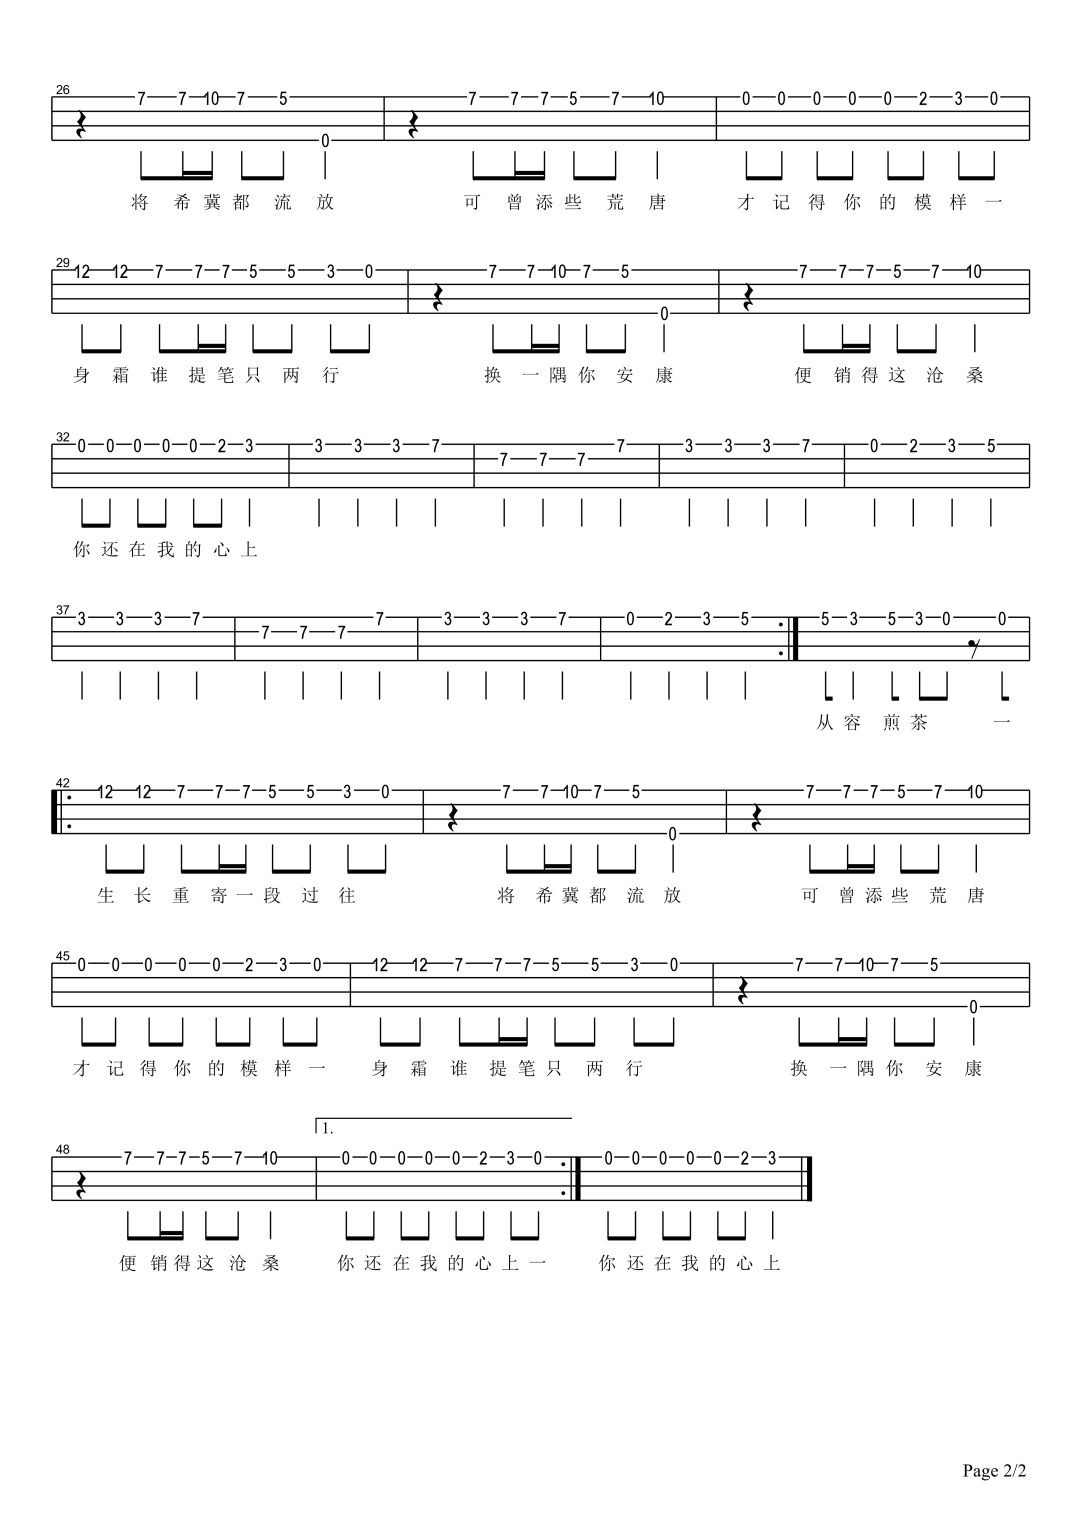 26
7 7 10 7 5 0 7 7 7 5 7 10 0 0 0 0 0 2 3 0
将 希 冀 都 流 放 可 曾 添 些 荒 唐 才 记 得 你 的 模 样 一
29
12 12 7 7 7 5 5 3 0 7 7 10 7 5 0 7 7 7 5 7 10
身 霜 谁 提 笔 只 两 行 换 一 隅 你 安 康 便 销 得 这 沧 桑
32
0 0 0 0 0 2 3 3 3 3 7 7 7 7 7 3 3 3 7 0 2 3 5
你 还 在 我 的 心 上
37
3 3 3 7 7 7 7 7 3 3 3 7 0 2 3 5 5 3 5 3 0 0
从 容 煎 茶 一
42
12 12 7 7 7 5 5 3 0 7 7 10 7 5 0 7 7 7 5 7 10
生 长 重 寄 一 段 过 往 将 希 冀 都 流 放 可 曾 添 些 荒 唐
45
0 0 0 0 0 2 3 0 12 12 7 7 7 5 5 3 0 7 7 10 7 5 0
才 记 得 你 的 模 样 一 身 霜 谁 提 笔 只 两 行 换 一 隅 你 安 康
1.
48
7 7 7 5 7 10 0 0 0 0 0 2 3 0 0 0 0 0 0 2 3
便 销 得 这 沧 桑 你 还 在 我 的 心 上 一 你 还 在 我 的 心 上
Page 2/2